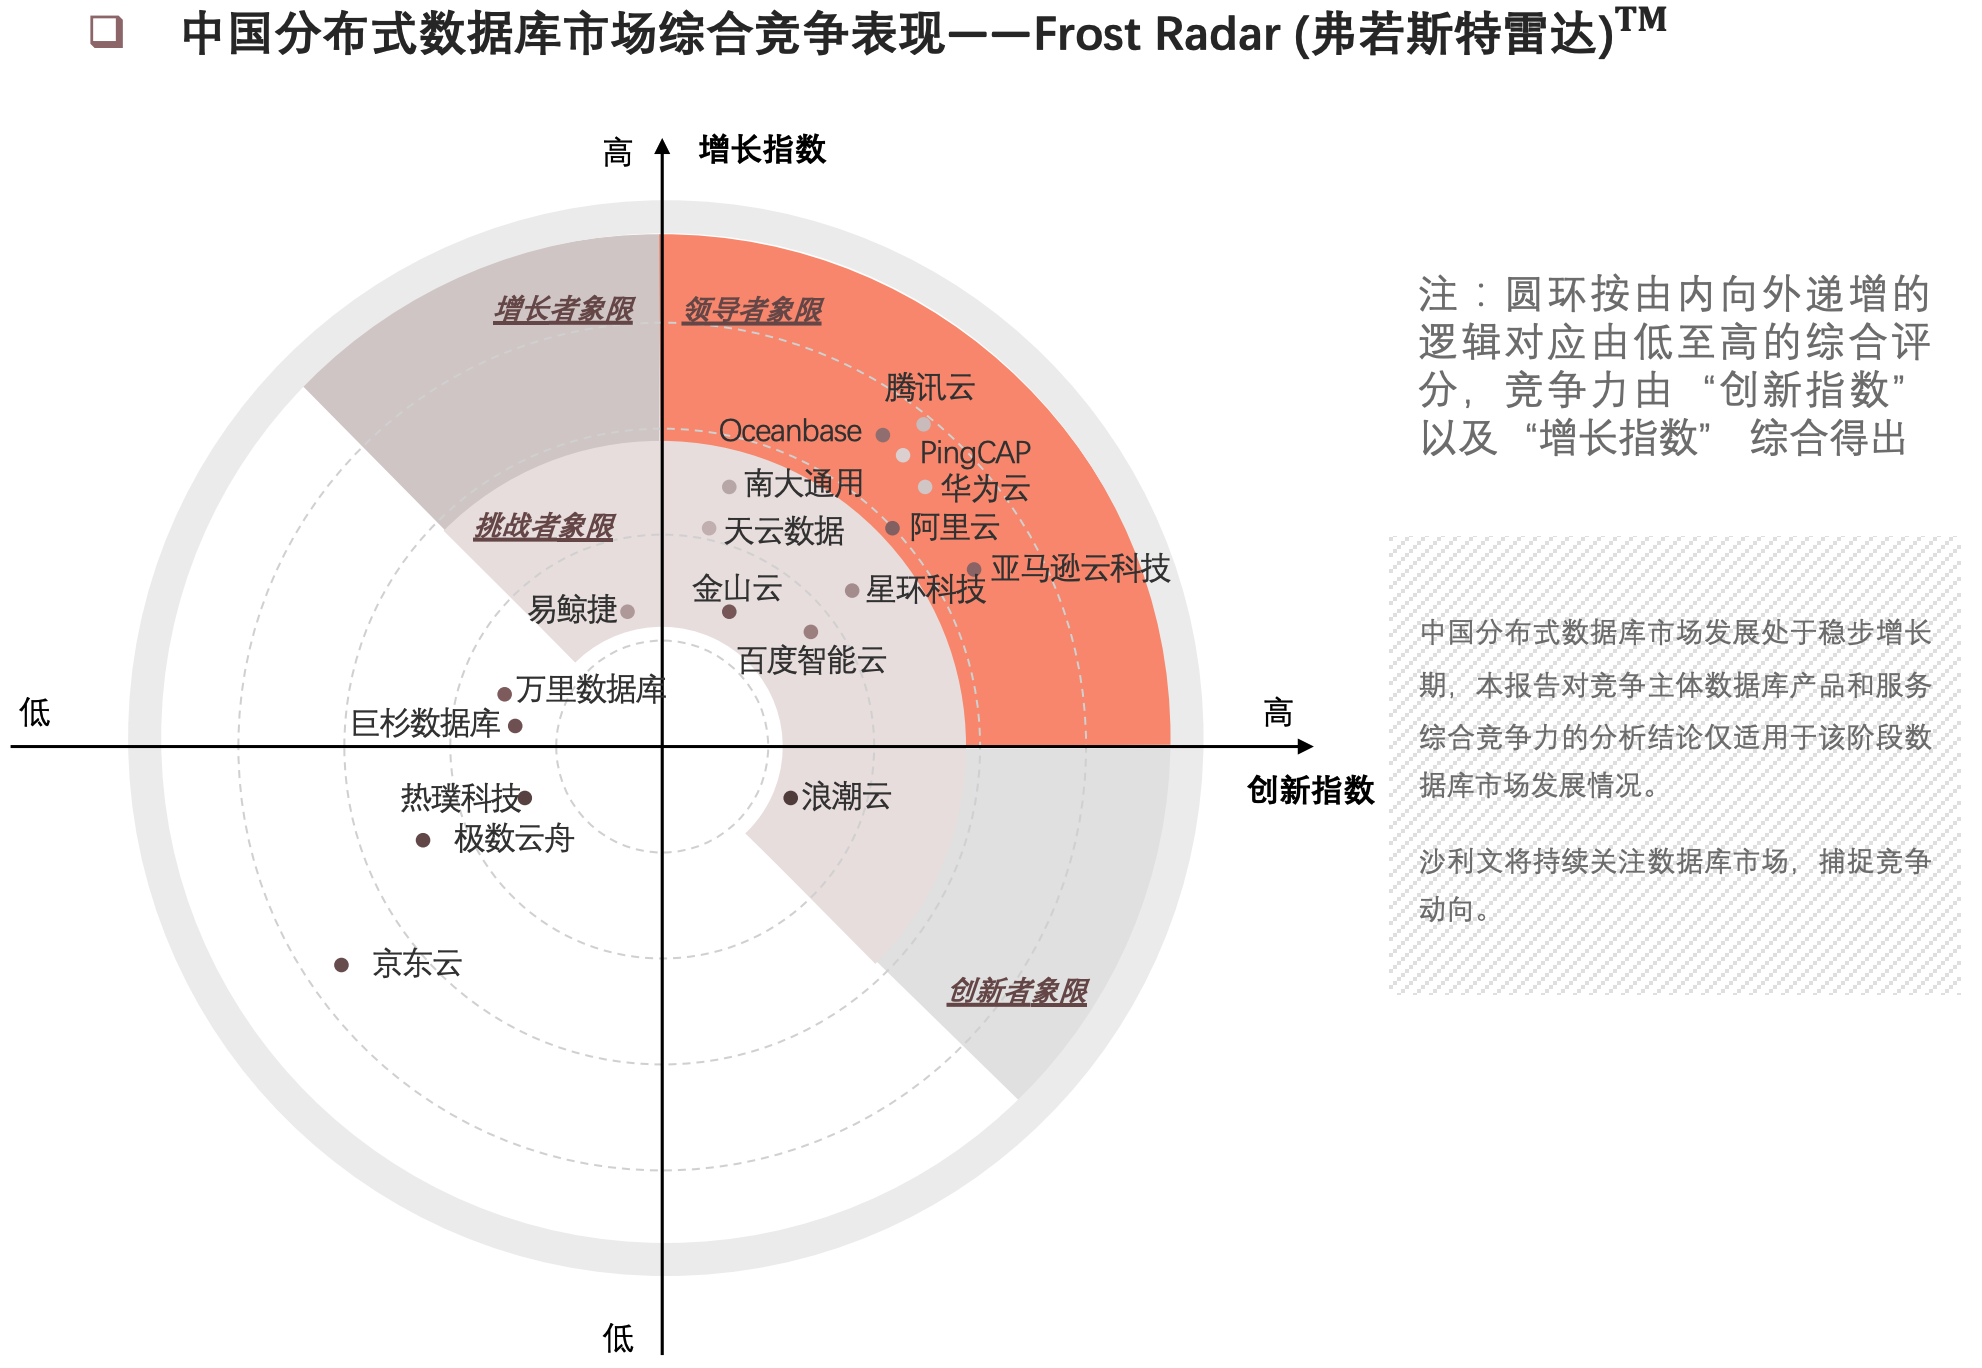 中国分布式数据库市场综合竞争表现——Frost Radar (弗若斯特雷达)™
高
增长指数
增长者象限
领导者象限
腾讯云
Oceanbase
PingCAP
南大通用
华为云
挑战者象限
天云数据
阿里云
亚马逊云科技
金山云
星环科技
易鲸捷
百度智能云
万里数据库
巨杉数据库
低
高
创新指数
热璞科技
浪潮云
极数云舟
京东云
创新者象限
低
注：圆环按由内向外递增的
逻辑对应由低至高的综合评
分，竞争力由“创新指数”
以及“增长指数” 综合得出
中国分布式数据库市场发展处于稳步增长
期，本报告对竞争主体数据库产品和服务
综合竞争力的分析结论仅适用于该阶段数
据库市场发展情况。
沙利文将持续关注数据库市场，捕捉竞争
动向。